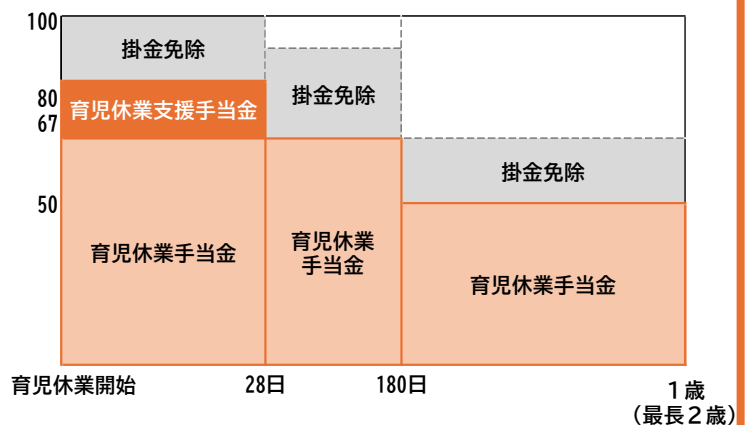 100
掛金免除
80
育児休業支援手当金
掛金免除
67
掛金免除
50
育児休業手当金
育児休業
手当金
育児休業手当金
育児休業開始
28日
180日
1歳
（最長２歳）